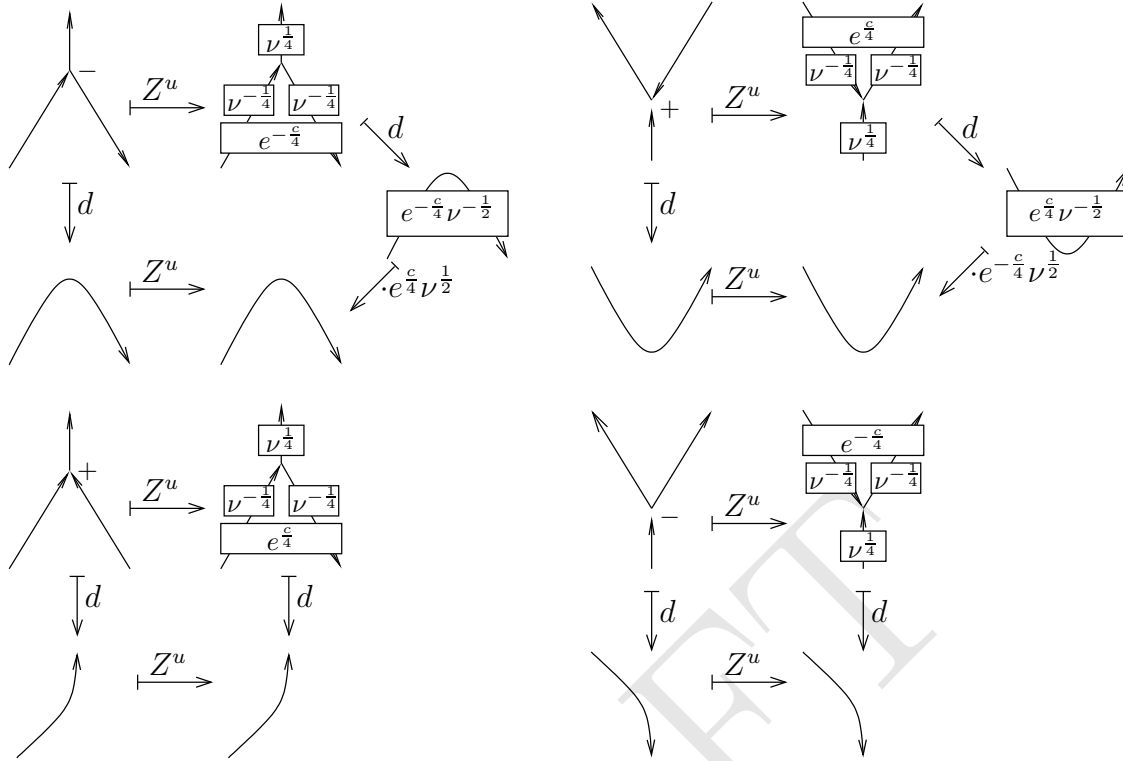 −
Z^u
ν^{1/4}
ν^{-1/4} ν^{-1/4}
e^{-c/4}
d
d
e^{-c/4} ν^{-1/2}
Z^u
· e^{c/4} ν^{1/2}
+
Z^u
e^{c/4}
ν^{-1/4} ν^{-1/4}
ν^{1/4}
d
d
e^{c/4} ν^{-1/2}
Z^u
· e^{-c/4} ν^{1/2}
+
Z^u
ν^{1/4}
ν^{-1/4} ν^{-1/4}
e^{c/4}
d
d
Z^u
−
Z^u
e^{-c/4}
ν^{-1/4} ν^{-1/4}
ν^{1/4}
d
d
Z^u
FT